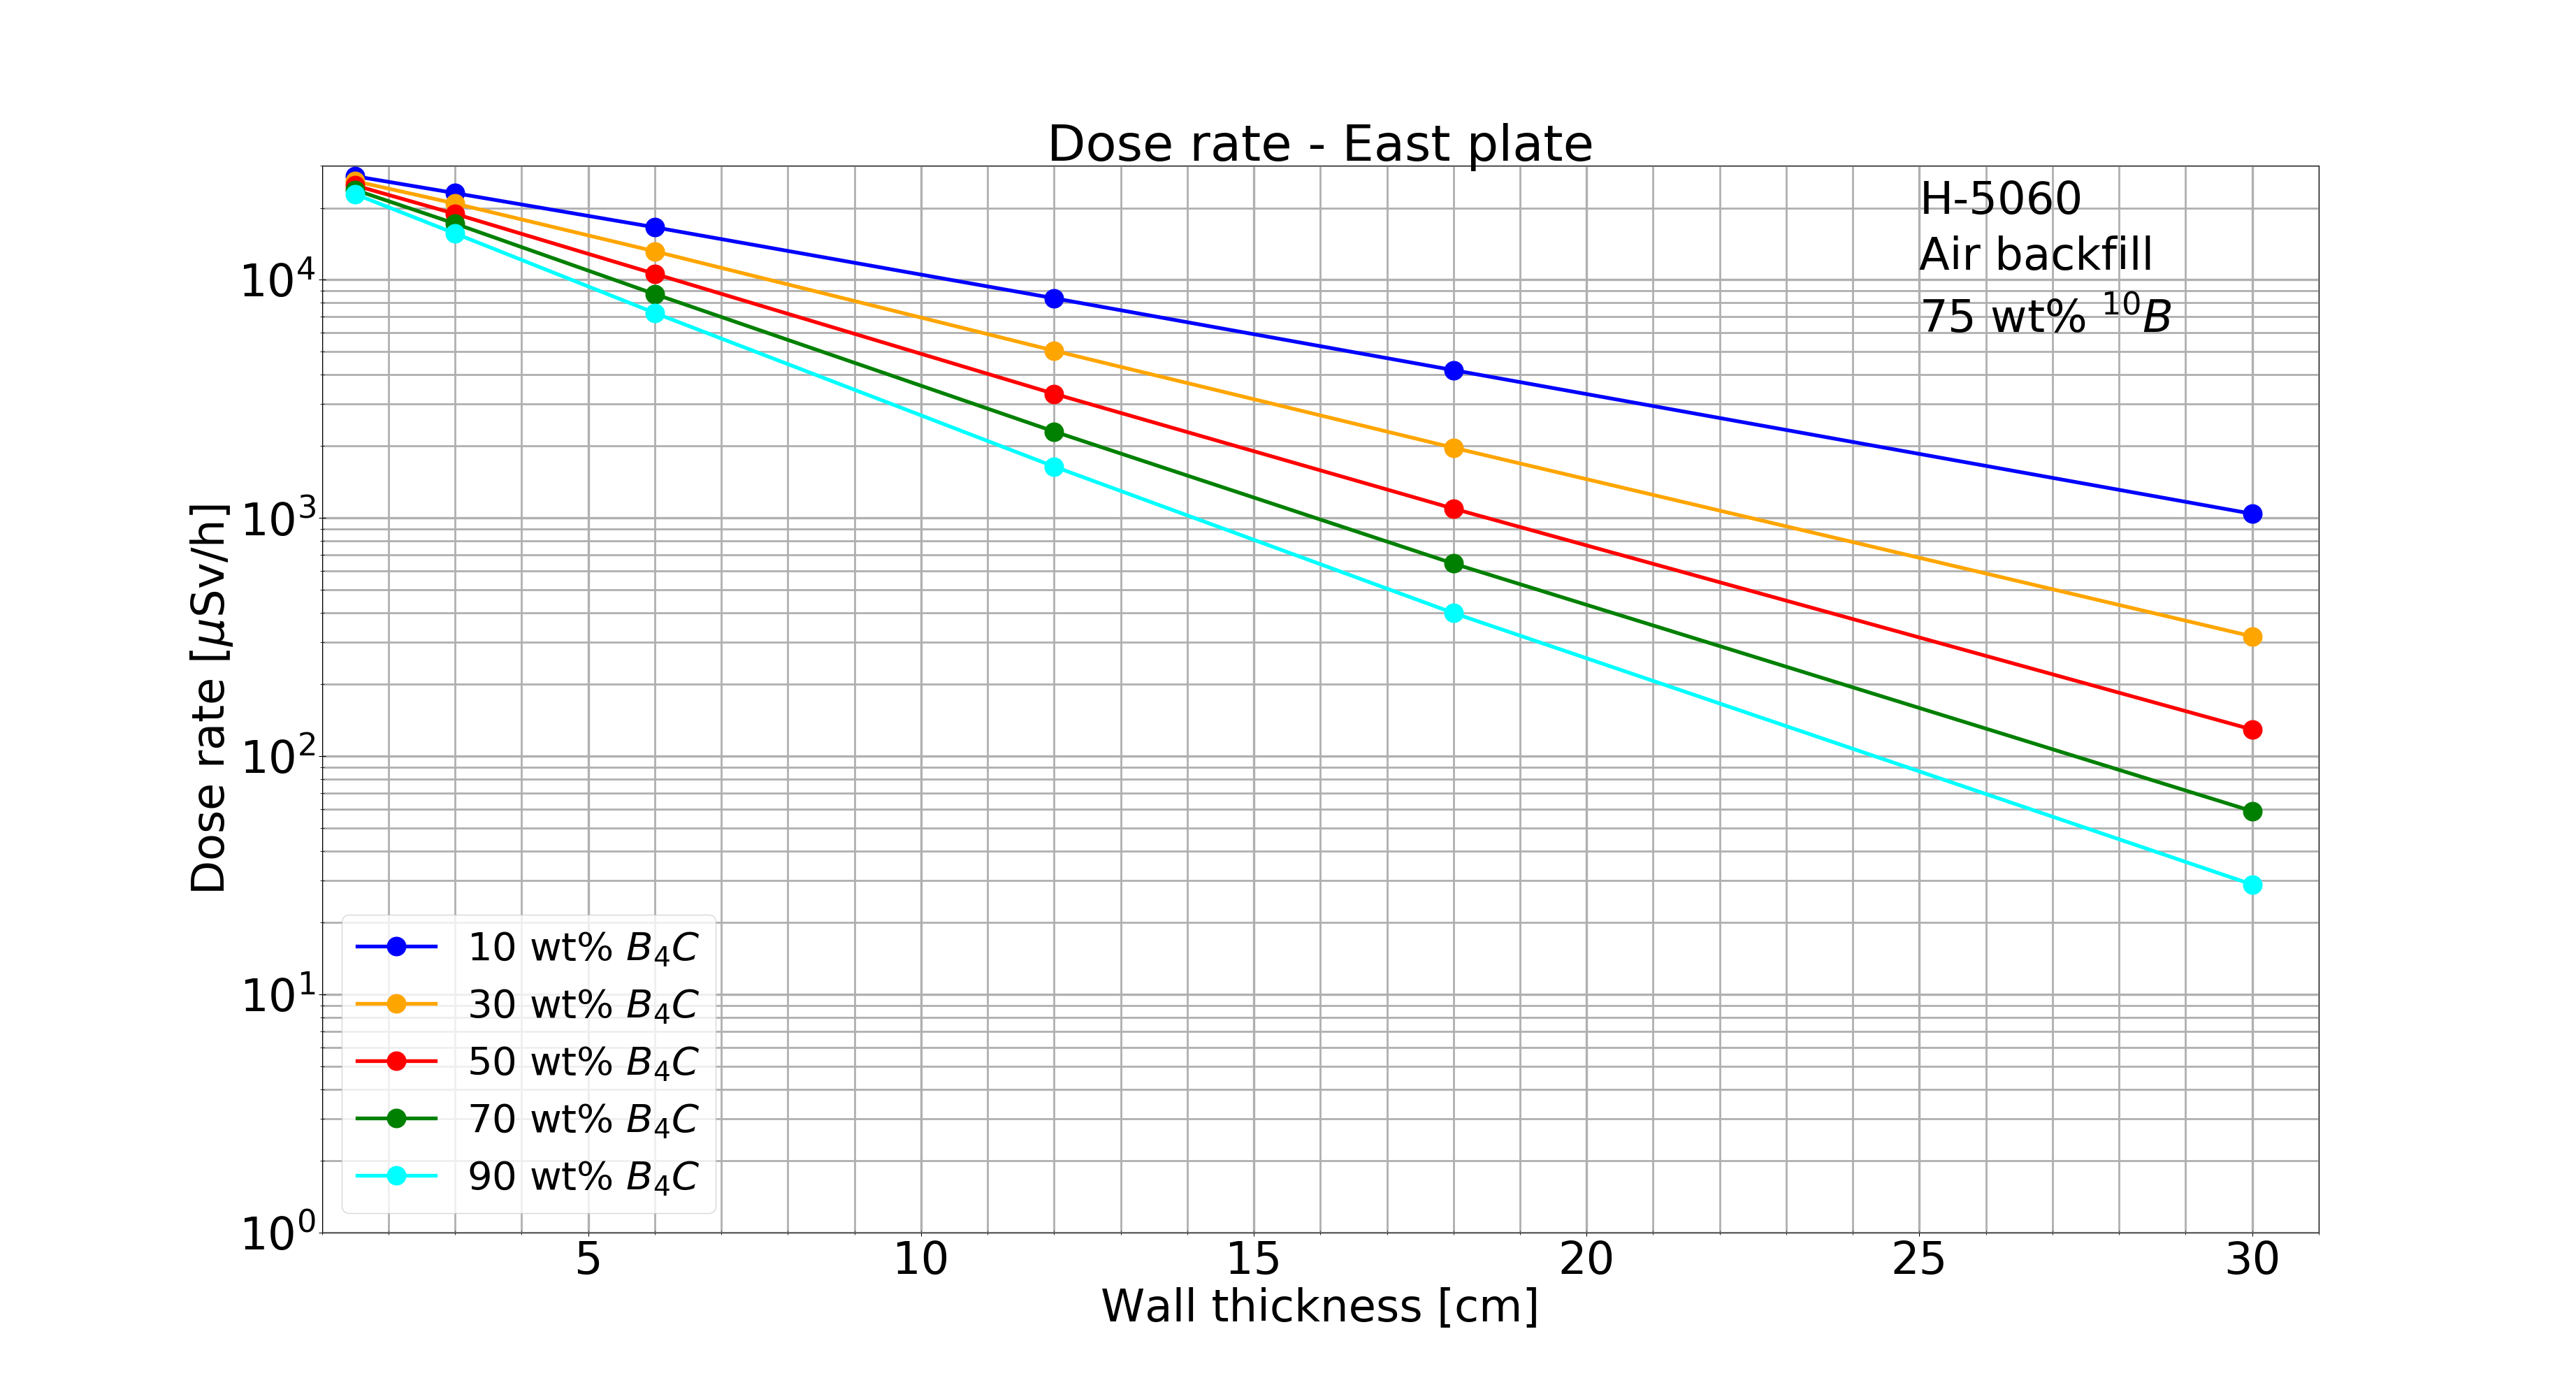 Dose rate - East plate
H-5060
Air backfill
75 wt% ¹⁰B
Dose rate [μSv/h]
10⁴
10³
10²
10¹
10⁰
10 wt% B₄C
30 wt% B₄C
50 wt% B₄C
70 wt% B₄C
90 wt% B₄C
5 10 15 20 25 30
Wall thickness [cm]